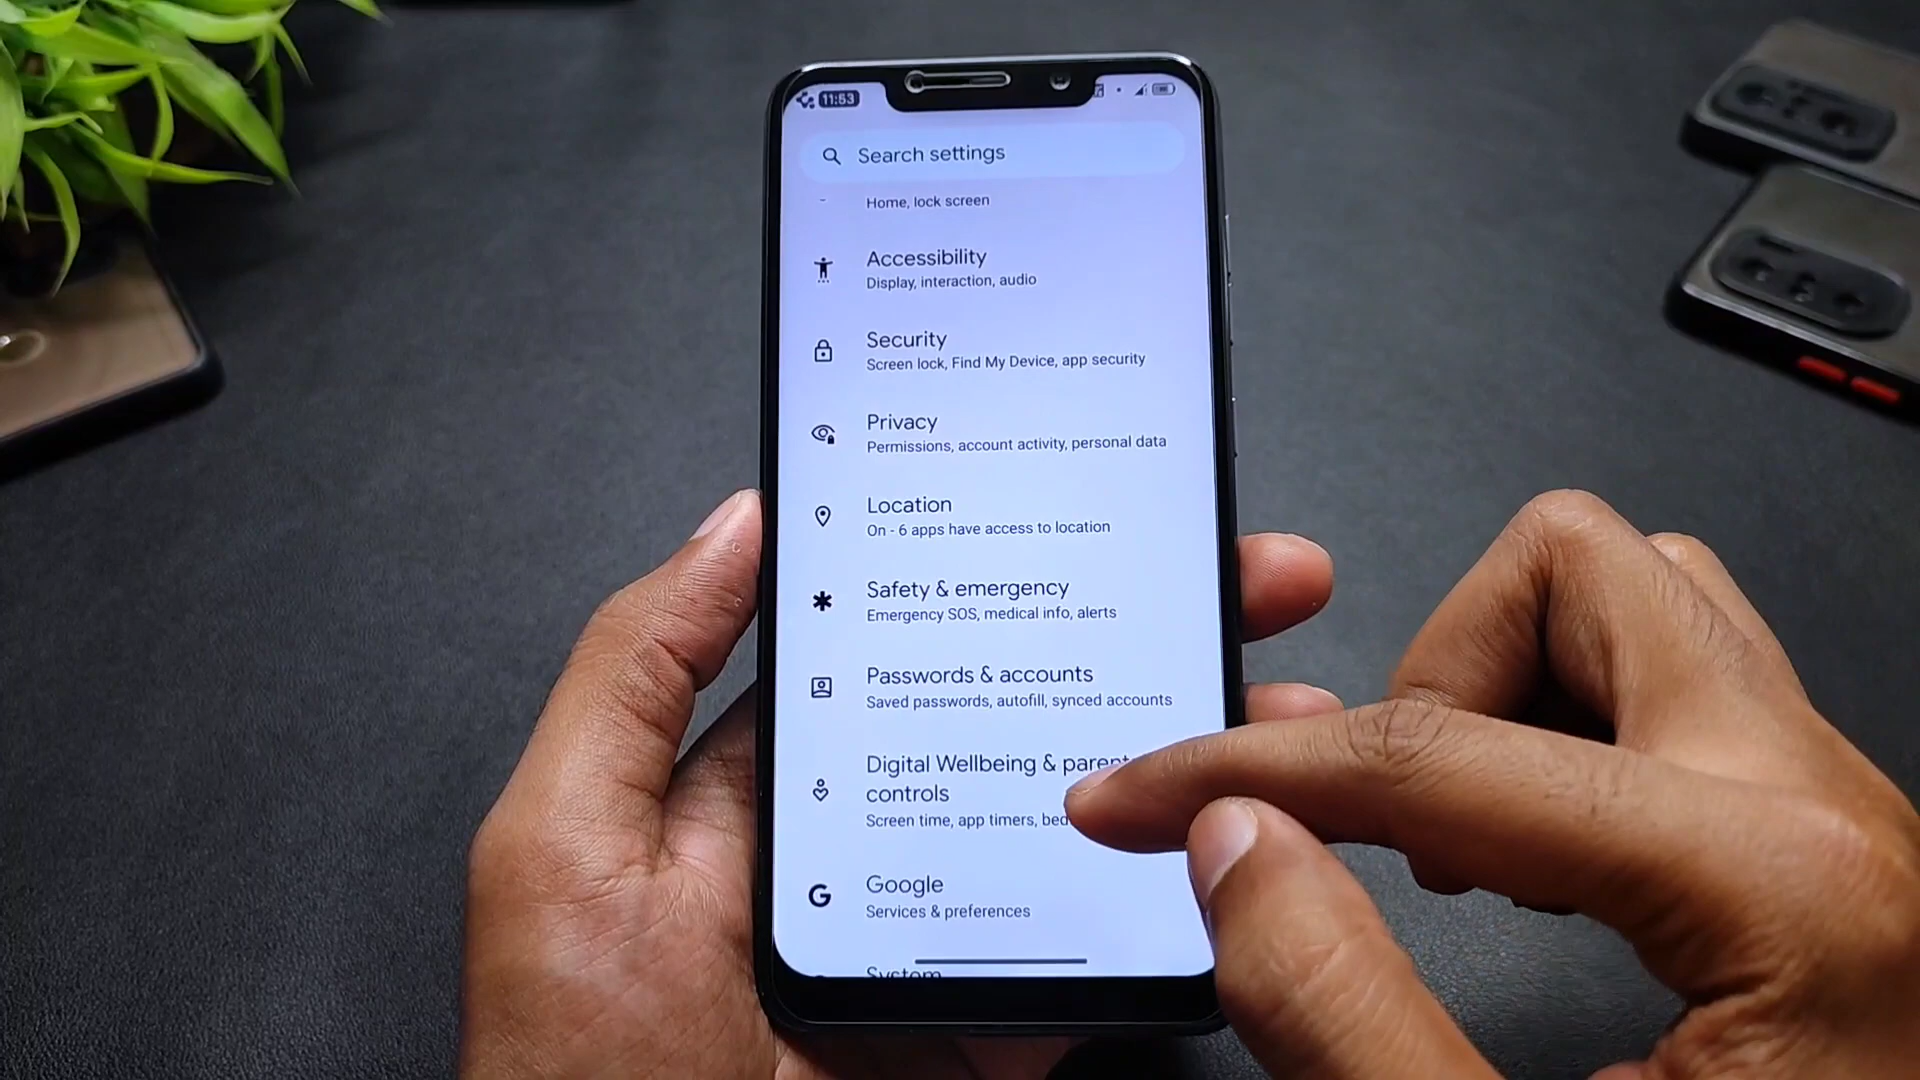 11:53
Search settings
Home, lock screen
Accessibility
Display, interaction, audio
Security
Screen lock, Find My Device, app security
Privacy
Permissions, account activity, personal data
Location
On - 6 apps have access to location
Safety & emergency
Emergency SOS, medical info, alerts
Passwords & accounts
Saved passwords, autofill, synced accounts
Digital Wellbeing &
controls
Screen time, app timers,
G
Google
Services & preferences
System